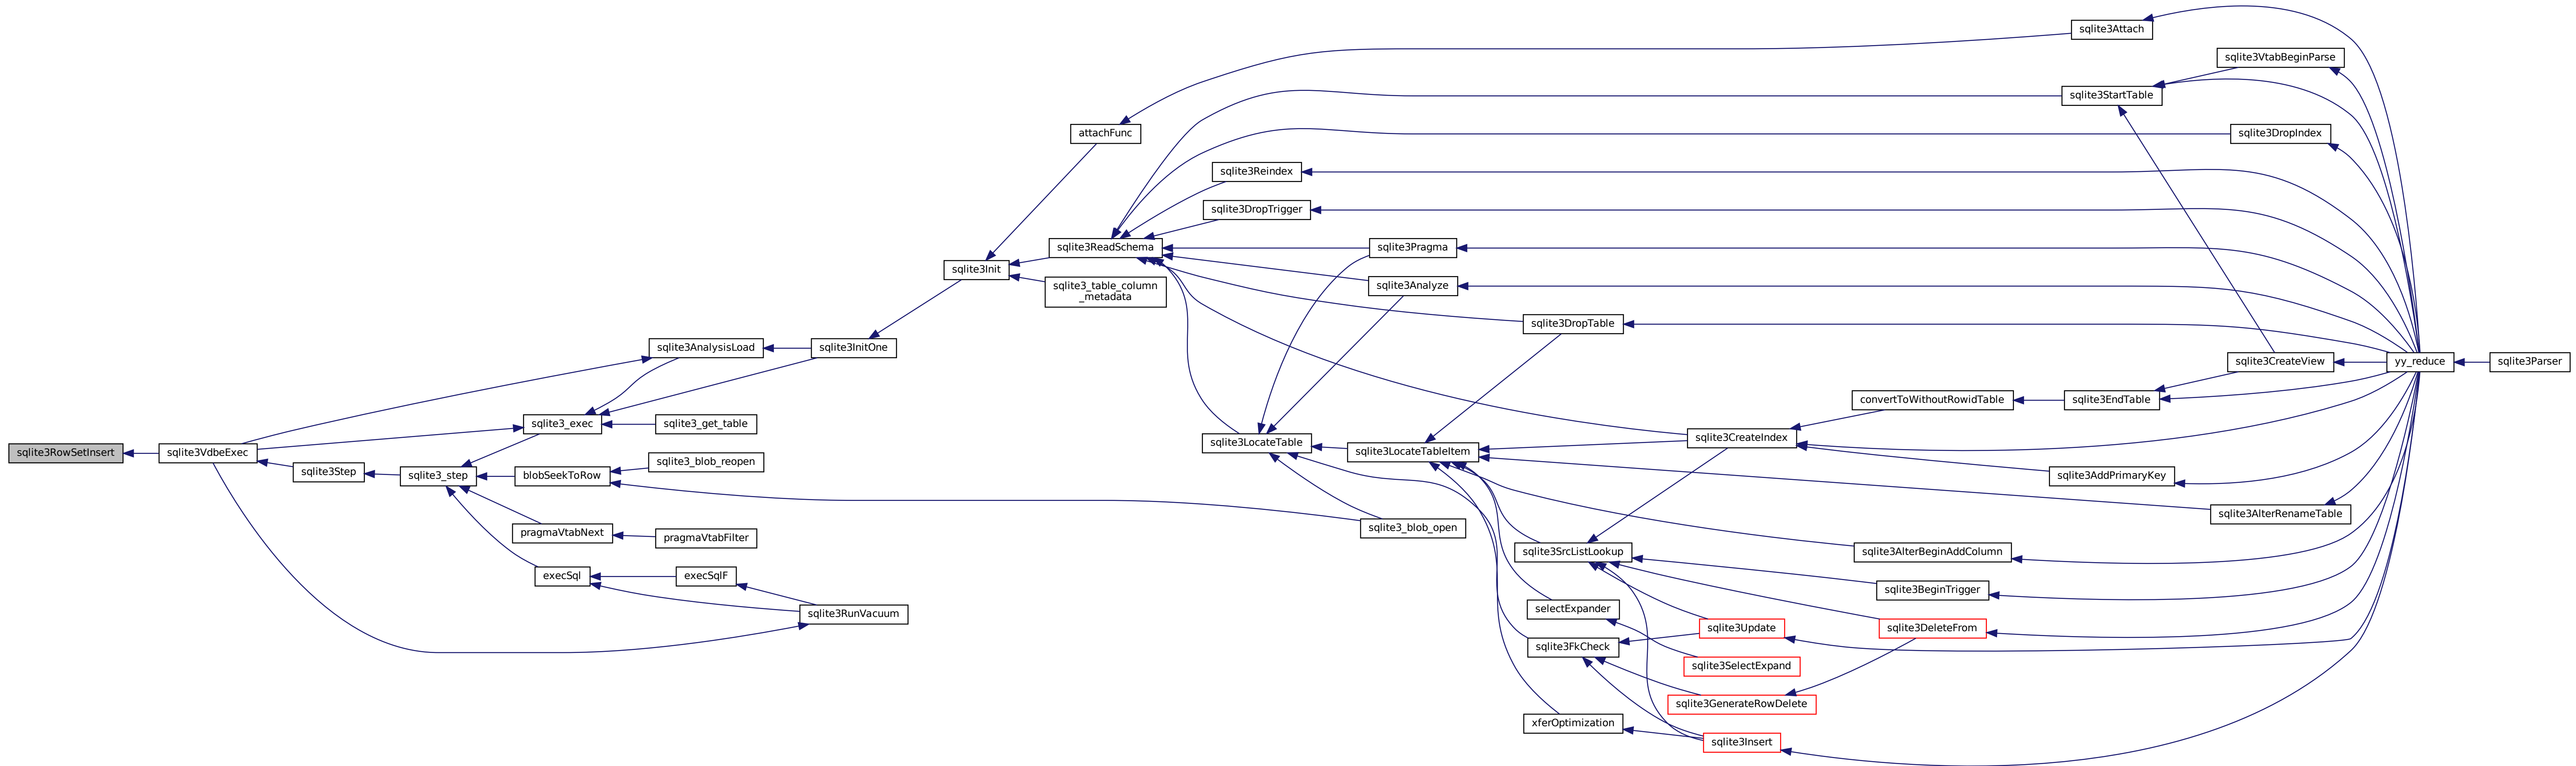 sqlite3RowSetInsert
sqlite3VdbeExec
sqlite3Step
sqlite3_step
sqlite3AnalysisLoad
sqlite3_exec
sqlite3_get_table
blobSeekToRow
sqlite3_blob_reopen
pragmaVtabNext
pragmaVtabFilter
execSql
execSqlF
sqlite3RunVacuum
sqlite3InitOne
sqlite3Init
attachFunc
sqlite3ReadSchema
sqlite3_table_column
_metadata
sqlite3Reindex
sqlite3DropTrigger
sqlite3LocateTable
sqlite3Pragma
sqlite3Analyze
sqlite3LocateTableItem
sqlite3_blob_open
sqlite3DropTable
sqlite3SrcListLookup
selectExpander
sqlite3FkCheck
xferOptimization
sqlite3CreateIndex
sqlite3Update
sqlite3SelectExpand
sqlite3GenerateRowDelete
sqlite3Insert
convertToWithoutRowidTable
sqlite3AlterBeginAddColumn
sqlite3BeginTrigger
sqlite3DeleteFrom
sqlite3Attach
sqlite3StartTable
sqlite3EndTable
sqlite3AddPrimaryKey
sqlite3VtabBeginParse
sqlite3DropIndex
sqlite3CreateView
sqlite3AlterRenameTable
yy_reduce
sqlite3Parser